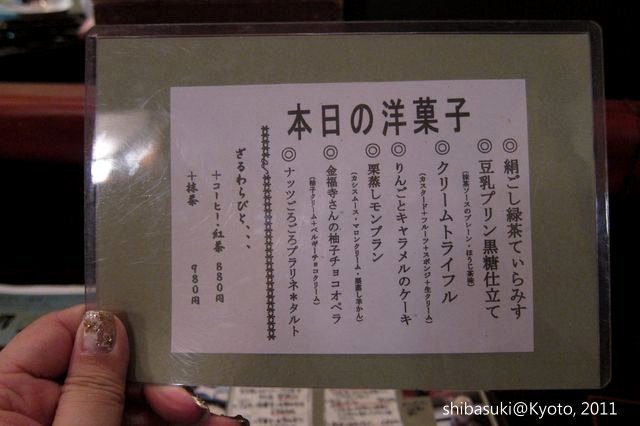 本日の洋菓子
◎絹ごし緑茶てぃらみす
◎豆乳プリン黒糖仕立て
(抹茶ソースのプレーン・ほうじ茶味)
◎クリームトライフル
(カスタード+フルーツ+スポンジ+生クリーム)
◎りんごとキャラメルのケーキ
◎栗蒸しモンブラン
(カシスムース・マロンクリーム・栗蒸し羊かん)
◎金福寺さんの柚子チョコオペラ
(柚子クリーム+ベルギーチョコクリーム)
◎ナッツごろごろプラリネ*タルト
ざるわらびと、、、
+コーヒー・紅茶 880円
+抹茶 980円
shibasuki@Kyoto, 2011